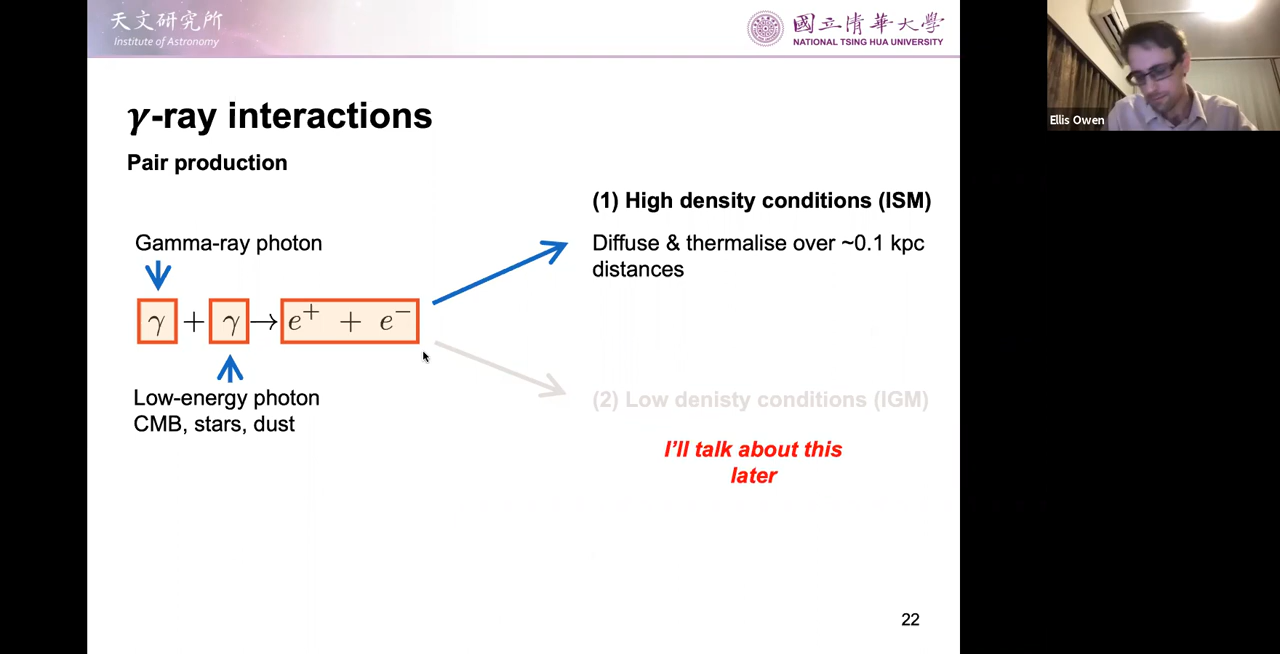 天文研究所
Institute of Astronomy
國立清華大學
NATIONAL TSING HUA UNIVERSITY
Ellis Owen
γ-ray interactions
Pair production
(1) High density conditions (ISM)
Gamma-ray photon
Diffuse & thermalise over ~0.1 kpc
distances
γ + γ → e⁺ + e⁻
Low-energy photon
CMB, stars, dust
(2) Low denisty conditions (IGM)
I'll talk about this
later
22